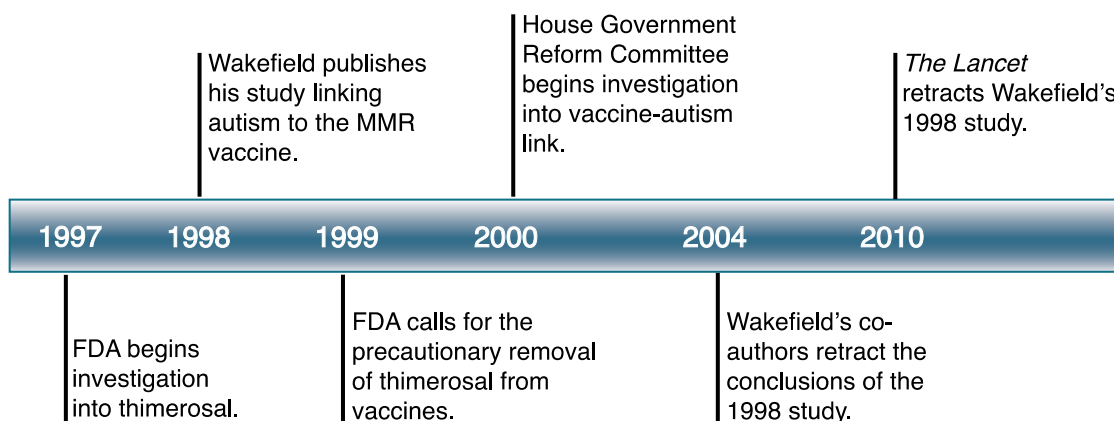 Wakefield publishes
his study linking
autism to the MMR
vaccine.
House Government
Reform Committee
begins investigation
into vaccine-autism
link.
The Lancet
retracts Wakefield's
1998 study.
1997 1998 1999 2000 2004 2010
FDA begins
investigation
into thimerosal.
FDA calls for the
precautionary removal
of thimerosal from
vaccines.
Wakefield's co-
authors retract the
conclusions of the
1998 study.